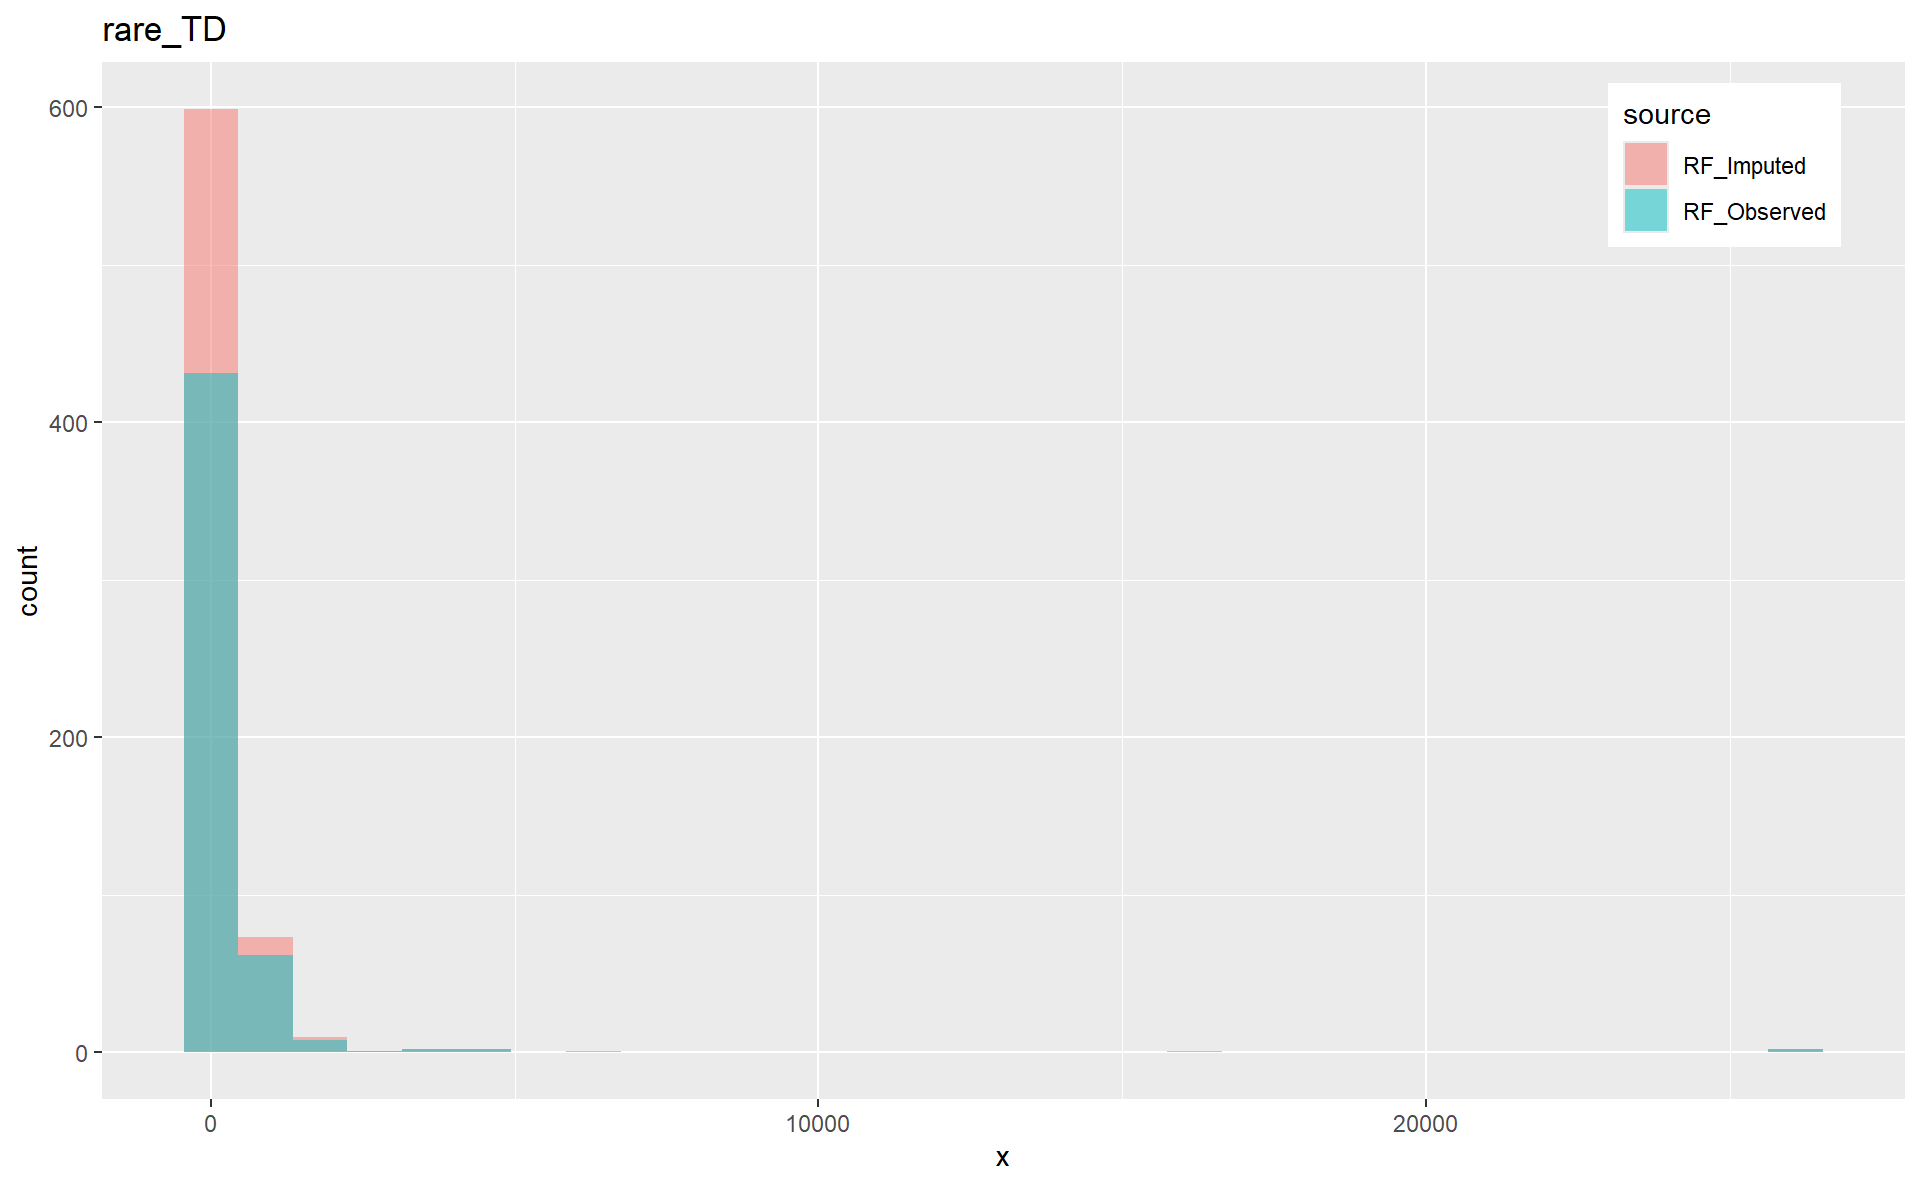 rare_TD
600
400
200
0
count
0
10000
20000
x
source
RF_Imputed
RF_Observed